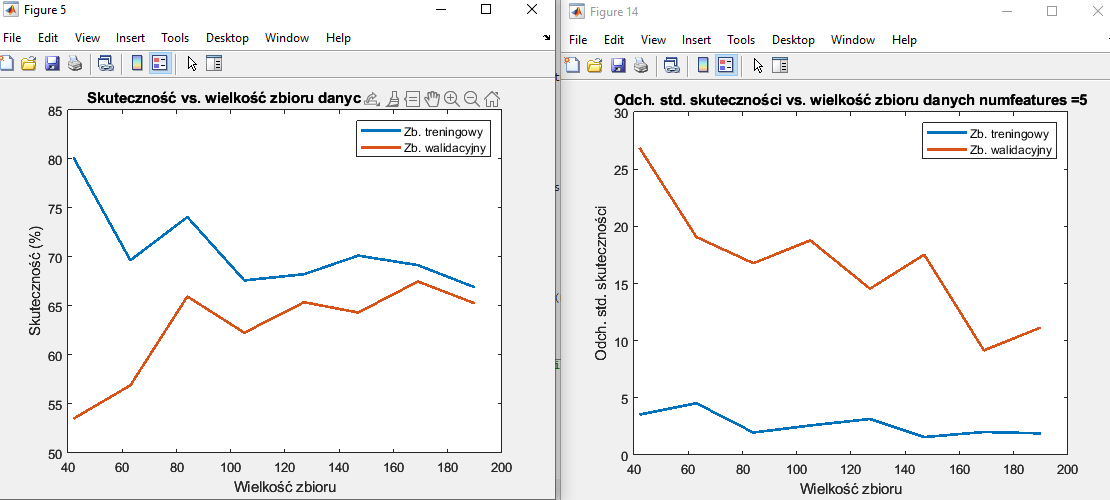 Figure 5
File Edit View Insert Tools Desktop Window Help
Skuteczność vs. wielkość zbioru danyc
85
80
75
70
65
60
55
50
Skuteczność (%)
Zb. treningowy
Zb. walidacyjny
40 60 80 100 120 140 160 180 200
Wielkość zbioru
Figure 14
File Edit View Insert Tools Desktop Window Help
Odch. std. skuteczności vs. wielkość zbioru danych numfeatures =5
30
25
20
15
10
5
0
Odch. std. skuteczności
Zb. treningowy
Zb. walidacyjny
40 60 80 100 120 140 160 180 200
Wielkość zbioru